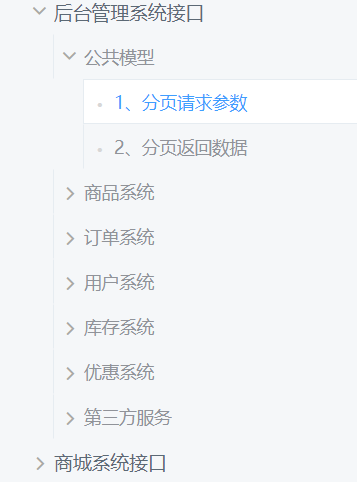 后台管理系统接口
公共模型
1、分页请求参数
2、分页返回数据
商品系统
订单系统
用户系统
库存系统
优惠系统
第三方服务
商城系统接口